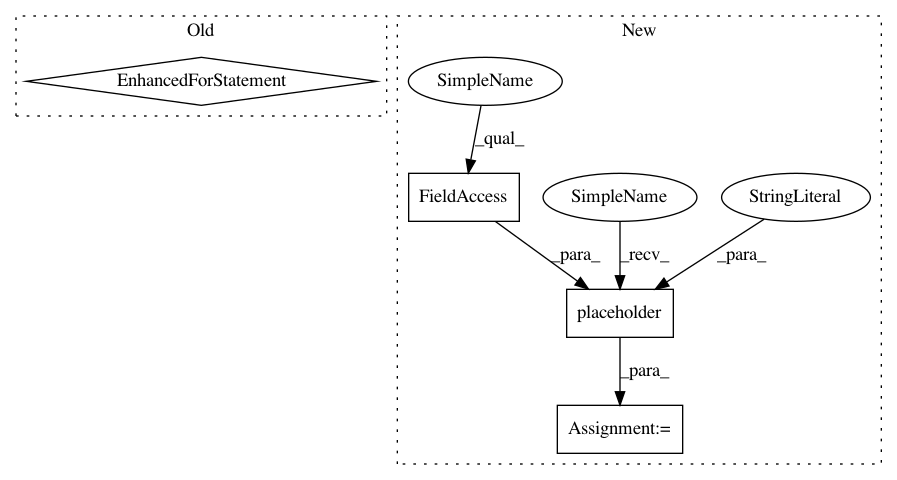 Old
New
EnhancedForStatement
SimpleName
_qual_
FieldAccess
SimpleName
StringLiteral
_para_
_recv_
_para_
placeholder
_para_
Assignment:=